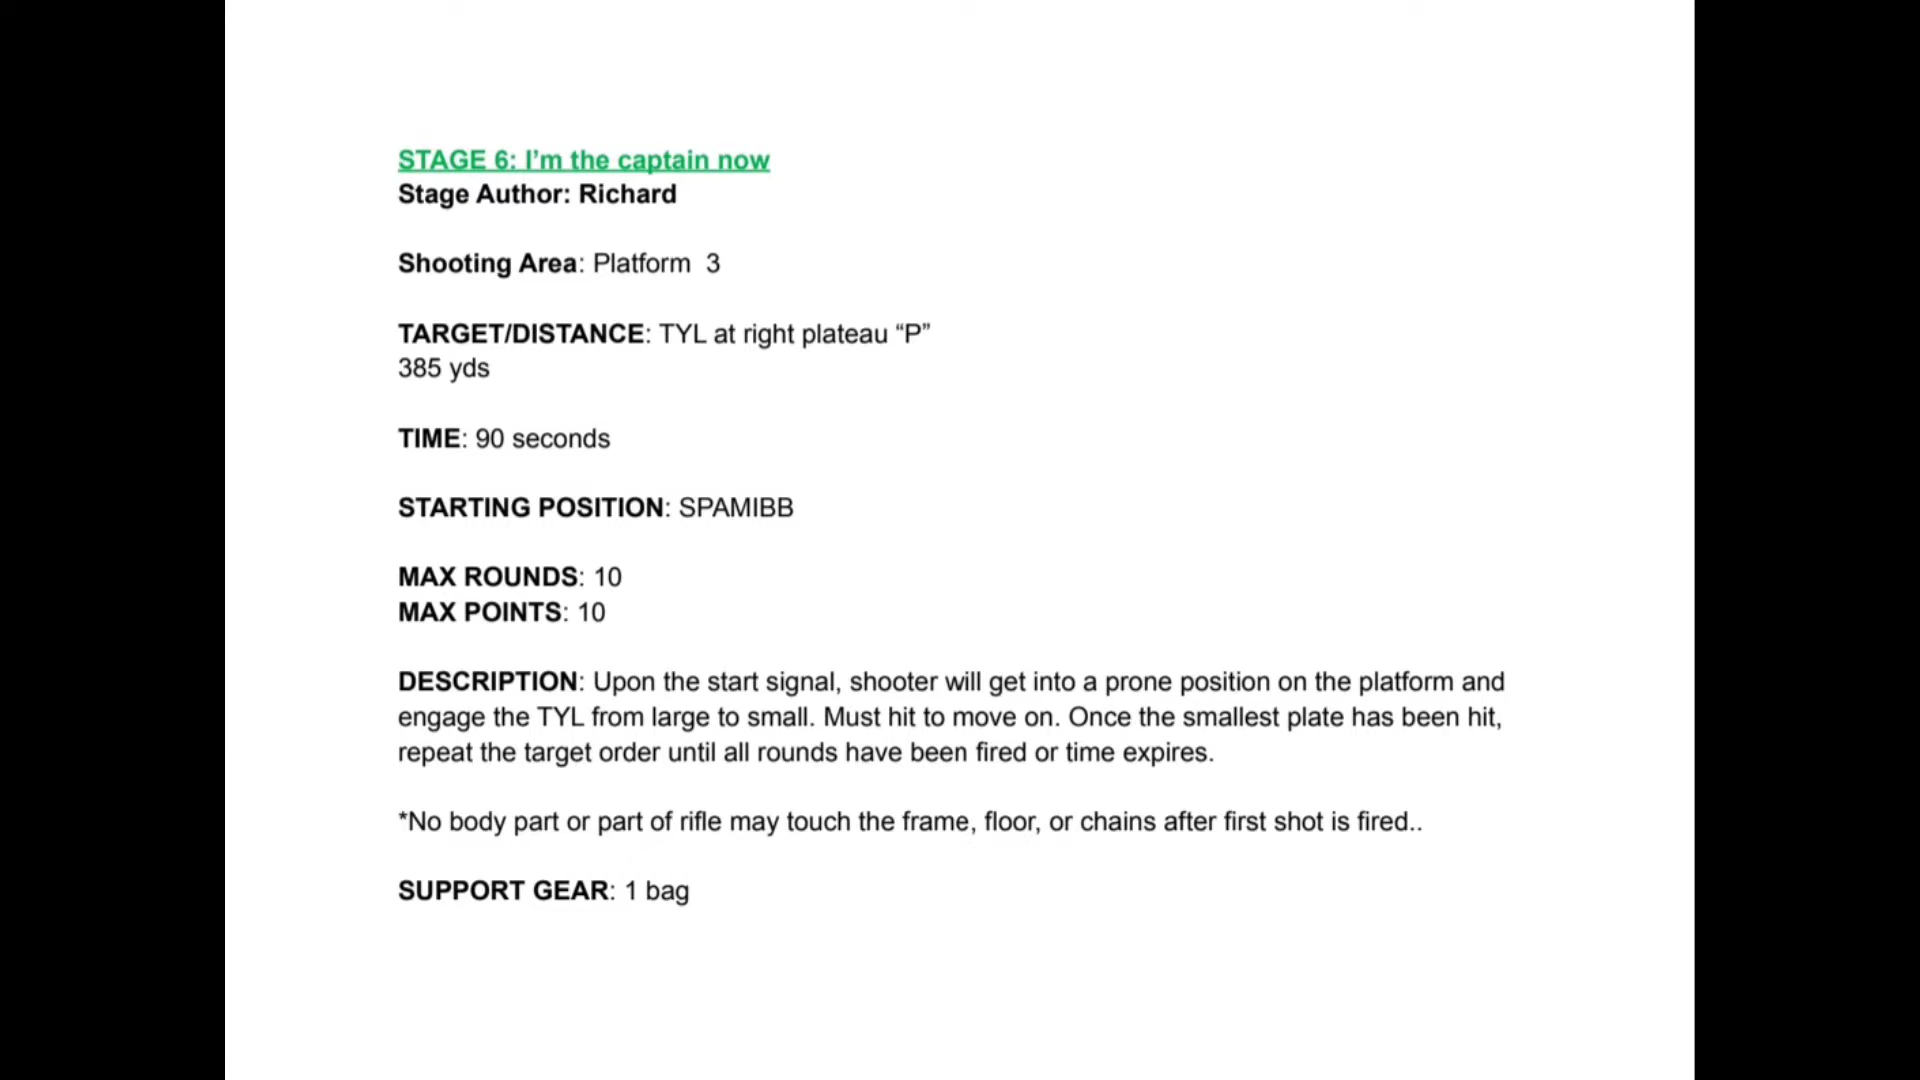 STAGE 6: I'm the captain now
Stage Author: Richard
Shooting Area: Platform  3
TARGET/DISTANCE: TYL at right plateau “P”
385 yds
TIME: 90 seconds
STARTING POSITION: SPAMIBB
MAX ROUNDS: 10
MAX POINTS: 10
DESCRIPTION: Upon the start signal, shooter will get into a prone position on the platform and
engage the TYL from large to small. Must hit to move on. Once the smallest plate has been hit,
repeat the target order until all rounds have been fired or time expires.
*No body part or part of rifle may touch the frame, floor, or chains after first shot is fired..
SUPPORT GEAR: 1 bag